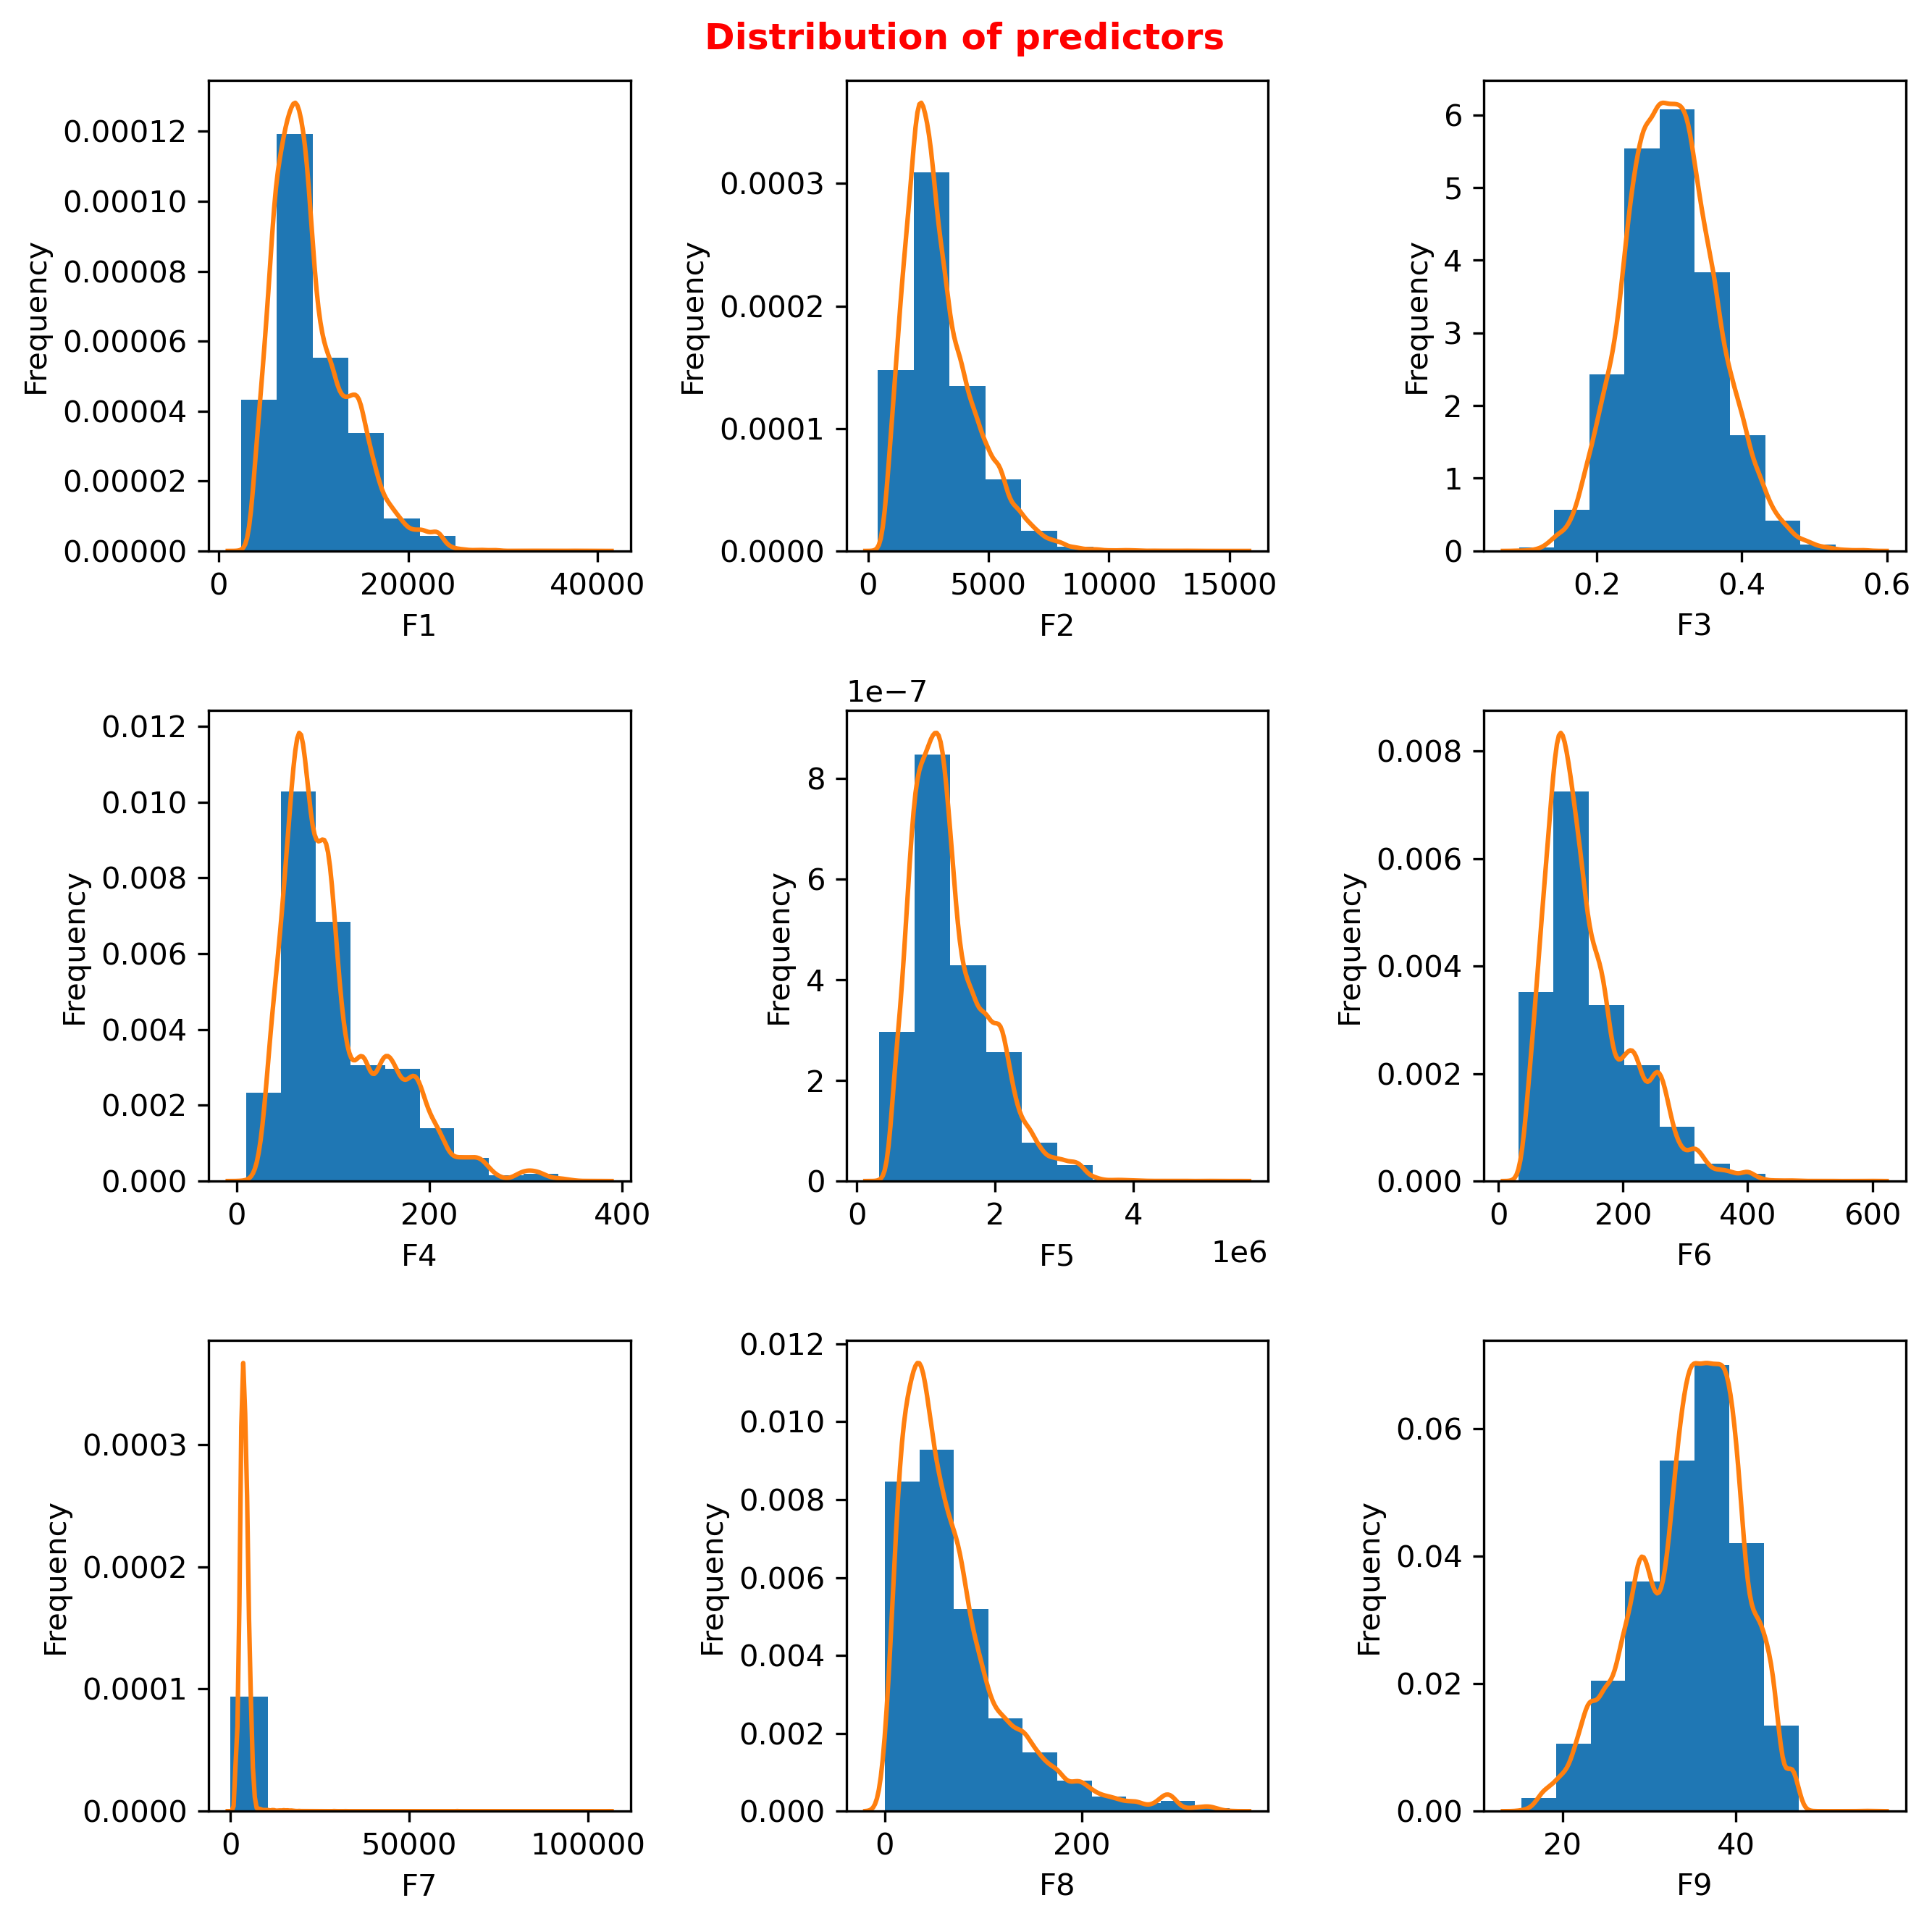 Distribution of predictors
0.00012
0.00010
0.00008
0.00006
0.00004
0.00002
0.00000
Frequency
0 20000 40000
F1
0.0003
0.0002
0.0001
0.0000
Frequency
0 5000 10000 15000
F2
6
5
4
3
2
1
0
Frequency
0.2 0.4 0.6
F3
0.012
0.010
0.008
0.006
0.004
0.002
0.000
Frequency
0 200 400
F4
1e−7
8
6
4
2
0
Frequency
0 2 4
1e6
F5
0.008
0.006
0.004
0.002
0.000
Frequency
0 200 400 600
F6
0.0003
0.0002
0.0001
0.0000
Frequency
0 50000 100000
F7
0.012
0.010
0.008
0.006
0.004
0.002
0.000
Frequency
0 200
F8
0.06
0.04
0.02
0.00
Frequency
20 40
F9